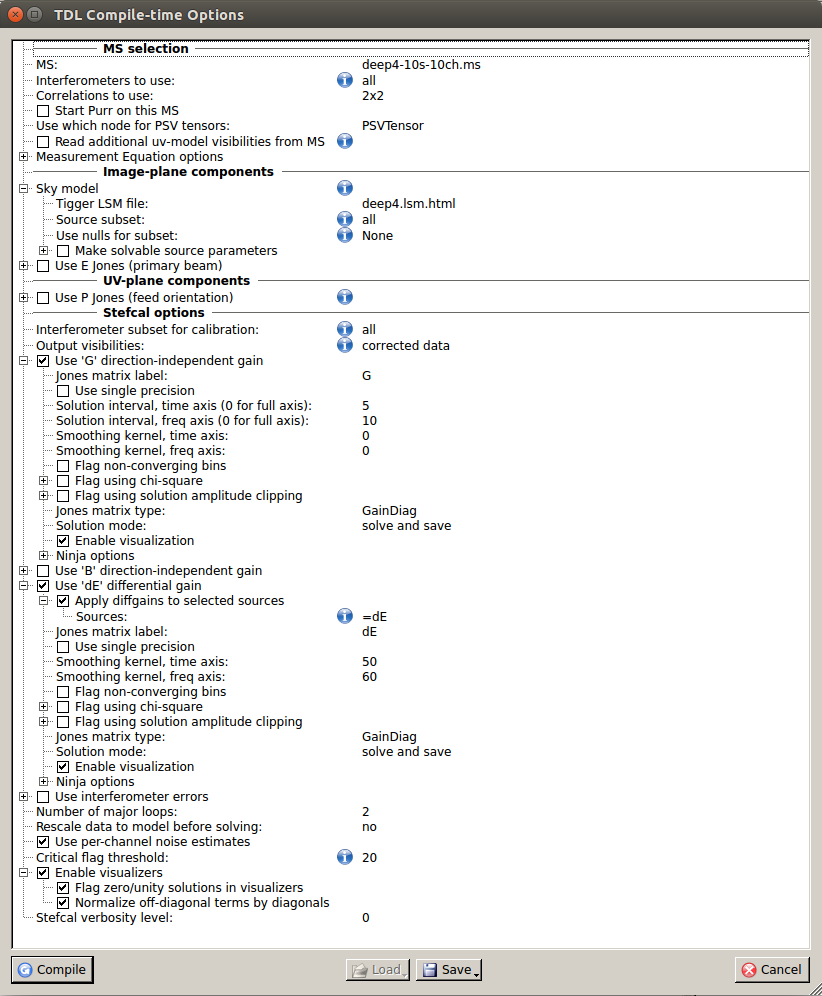 TDL Compile-time Options
MS selection
MS: deep4-10s-10ch.ms
Interferometers to use: all
Correlations to use: 2x2
Start Purr on this MS
Use which node for PSV tensors: PSVTensor
Read additional uv-model visibilities from MS
Measurement Equation options
Image-plane components
Sky model
Tigger LSM file: deep4.lsm.html
Source subset: all
Use nulls for subset: None
Make solvable source parameters
Use E Jones (primary beam)
UV-plane components
Use P Jones (feed orientation)
Stefcal options
Interferometer subset for calibration: all
Output visibilities: corrected data
Use 'G' direction-independent gain
Jones matrix label: G
Use single precision
Solution interval, time axis (0 for full axis): 5
Solution interval, freq axis (0 for full axis): 10
Smoothing kernel, time axis: 0
Smoothing kernel, freq axis: 0
Flag non-converging bins
Flag using chi-square
Flag using solution amplitude clipping
Jones matrix type: GainDiag
Solution mode: solve and save
Enable visualization
Ninja options
Use 'B' direction-independent gain
Use 'dE' differential gain
Apply diffgains to selected sources
Sources: =dE
Jones matrix label: dE
Use single precision
Smoothing kernel, time axis: 50
Smoothing kernel, freq axis: 60
Flag non-converging bins
Flag using chi-square
Flag using solution amplitude clipping
Jones matrix type: GainDiag
Solution mode: solve and save
Enable visualization
Ninja options
Use interferometer errors
Number of major loops: 2
Rescale data to model before solving: no
Use per-channel noise estimates
Critical flag threshold: 20
Enable visualizers
Flag zero/unity solutions in visualizers
Normalize off-diagonal terms by diagonals
Stefcal verbosity level: 0
Compile Load Save Cancel